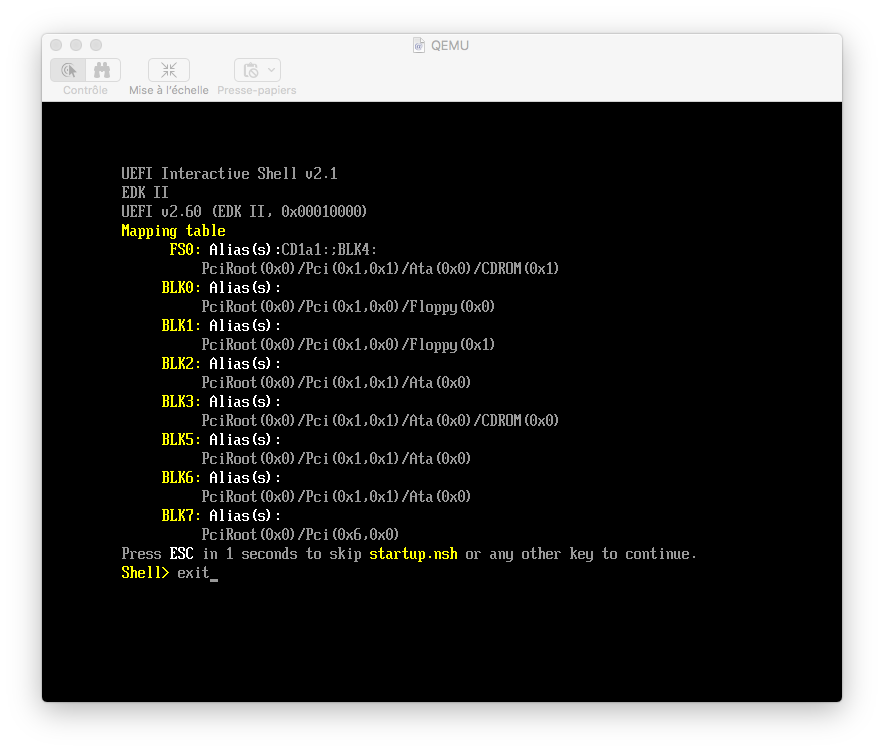 QEMU
Contrôle
Mise à l'échelle
Presse-papiers
UEFI Interactive Shell v2.1
EDK II
UEFI v2.60 (EDK II, 0x00010000)
Mapping table
FS0: Alias(s):CD1a1:;BLK4:
PciRoot(0x0)/Pci(0x1,0x1)/Ata(0x0)/CDROM(0x1)
BLK0: Alias(s):
PciRoot(0x0)/Pci(0x1,0x0)/Floppy(0x0)
BLK1: Alias(s):
PciRoot(0x0)/Pci(0x1,0x0)/Floppy(0x1)
BLK2: Alias(s):
PciRoot(0x0)/Pci(0x1,0x1)/Ata(0x0)
BLK3: Alias(s):
PciRoot(0x0)/Pci(0x1,0x1)/Ata(0x0)/CDROM(0x0)
BLK5: Alias(s):
PciRoot(0x0)/Pci(0x1,0x1)/Ata(0x0)
BLK6: Alias(s):
PciRoot(0x0)/Pci(0x1,0x1)/Ata(0x0)
BLK7: Alias(s):
PciRoot(0x0)/Pci(0x6,0x0)
Press ESC in 1 seconds to skip startup.nsh or any other key to continue.
Shell> exit_